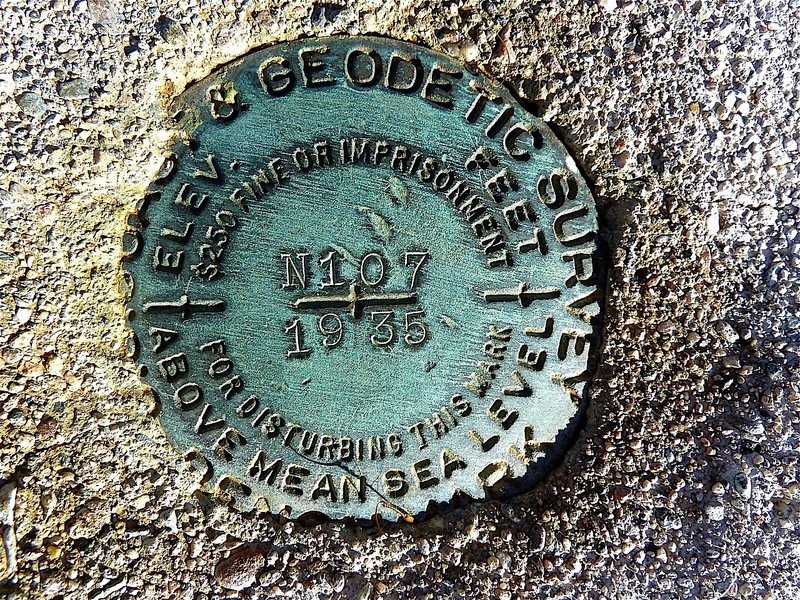 & GEODETIC SURVEY
ELEV. FEET
ABOVE MEAN SEA LEVEL
$250 FINE OR IMPRISONMENT
FOR DISTURBING THIS MARK
N107
1935